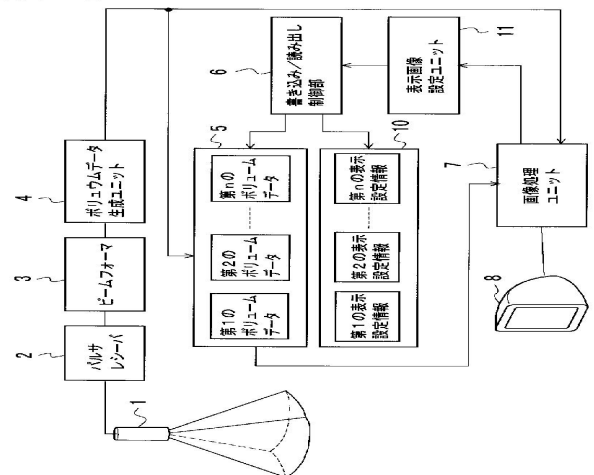 1
2
パルサ
レシーバ
3
ビームフォーマ
4
ボリュウムデータ
生成ユニット
5
第1の
ボリューム
データ
第2の
ボリューム
データ
第nの
ボリューム
データ
6
書き込み/読み出し
制御部
10
第1の表示
設定情報
第2の表示
設定情報
第nの表示
設定情報
11
表示画像
設定ユニット
7
画像処理
ユニット
8